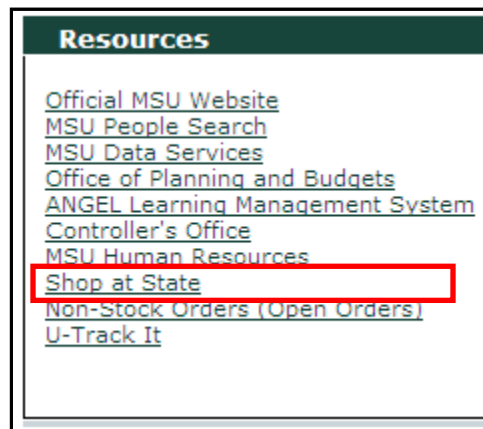 Resources
Official MSU Website
MSU People Search
MSU Data Services
Office of Planning and Budgets
ANGEL Learning Management System
Controller's Office
MSU Human Resources
Shop at State
Non-Stock Orders (Open Orders)
U-Track It